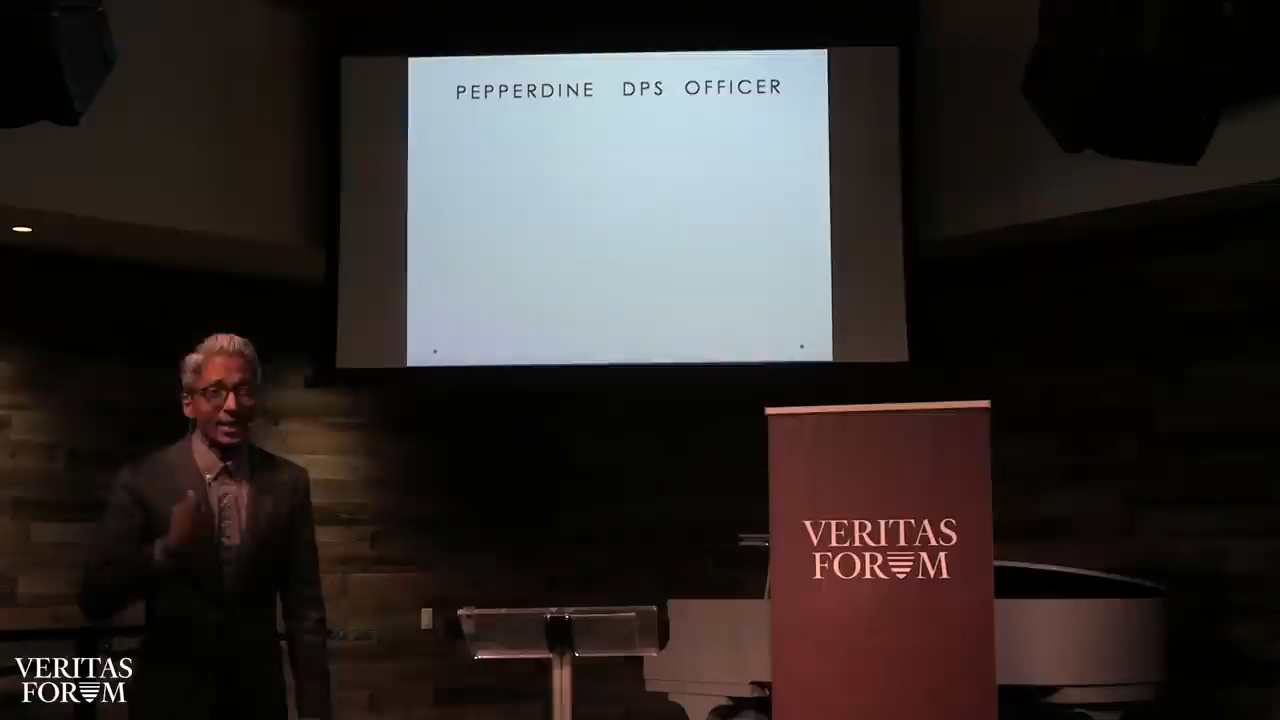 PEPPERDINE DPS OFFICER
VERITAS
FORUM
VERITAS
FORUM